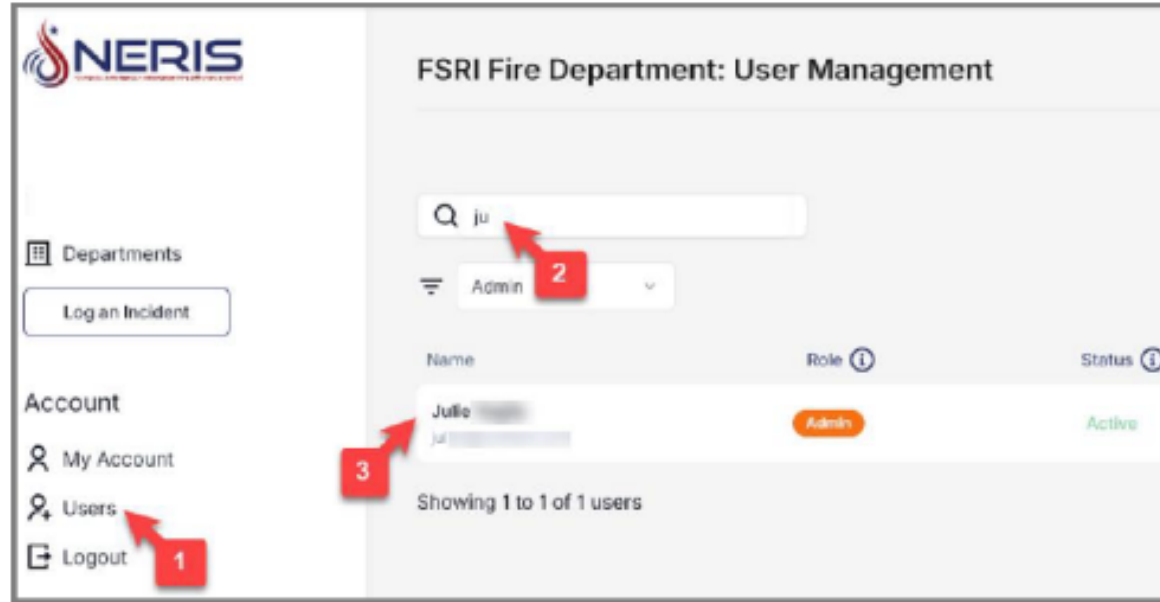 NERIS
FSRI Fire Department: User Management
ju
2
Departments
Admin
Log an Incident
Name Role Status
Account
Julie
jul
Admin Active
My Account
3
Users
Showing 1 to 1 of 1 users
Logout
1